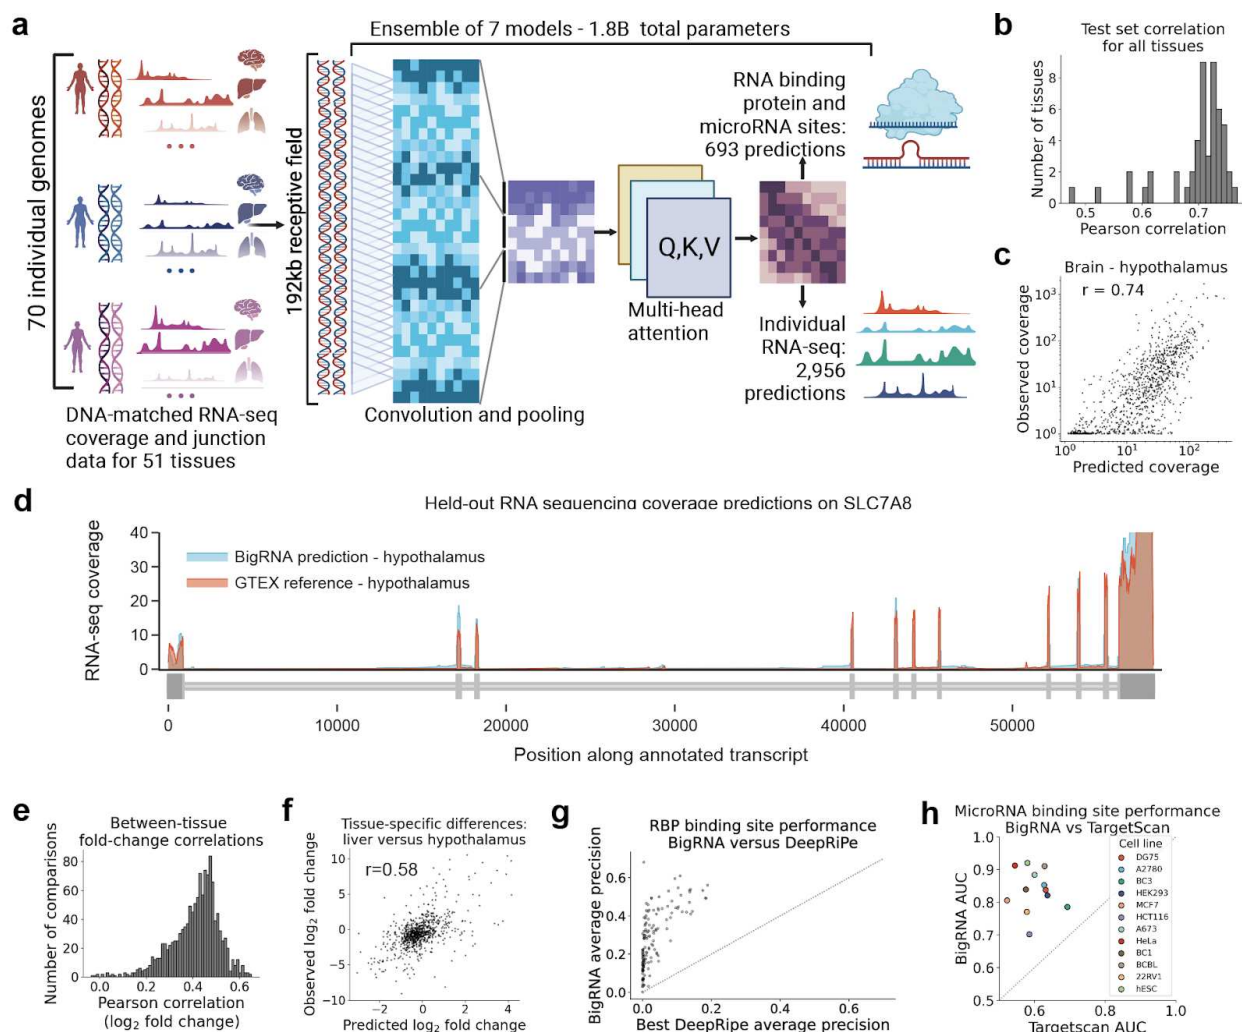 a
Ensemble of 7 models - 1.8B total parameters
70 individual genomes
192kb receptive field
RNA binding
protein and
microRNA sites:
693 predictions
Q,K,V
Multi-head
attention
Individual
RNA-seq:
2,956
predictions
Convolution and pooling
DNA-matched RNA-seq
coverage and junction
data for 51 tissues
b
Test set correlation
for all tissues
Number of tissues
8
6
4
2
0
0.5 0.6 0.7
Pearson correlation
c
Brain - hypothalamus
r = 0.74
Observed coverage
10³
10²
10¹
10⁰
10⁰ 10¹ 10²
Predicted coverage
d
Held-out RNA sequencing coverage predictions on SLC7A8
RNA-seq coverage
40
30
20
10
0
BigRNA prediction - hypothalamus
GTEX reference - hypothalamus
0 10000 20000 30000 40000 50000
Position along annotated transcript
e
Between-tissue
fold-change correlations
Number of comparisons
80
60
40
20
0
0.0 0.2 0.4 0.6
Pearson correlation
(log₂ fold change)
f
Tissue-specific differences:
liver versus hypothalamus
r=0.58
Observed log₂ fold change
10
5
0
−5
−10
−2 0 2 4
Predicted log₂ fold change
g
RBP binding site performance
BigRNA versus DeepRiPe
BigRNA average precision
0.6
0.4
0.2
0.0
0.0 0.2 0.4 0.6
Best DeepRipe average precision
h
MicroRNA binding site performance
BigRNA vs TargetScan
BigRNA AUC
1.0
0.9
0.8
0.7
0.6
0.5
0.6 0.8 1.0
Targetscan AUC
Cell line
DG75
A2780
BC3
HEK293
MCF7
HCT116
A673
HeLa
BC1
BCBL
22RV1
hESC